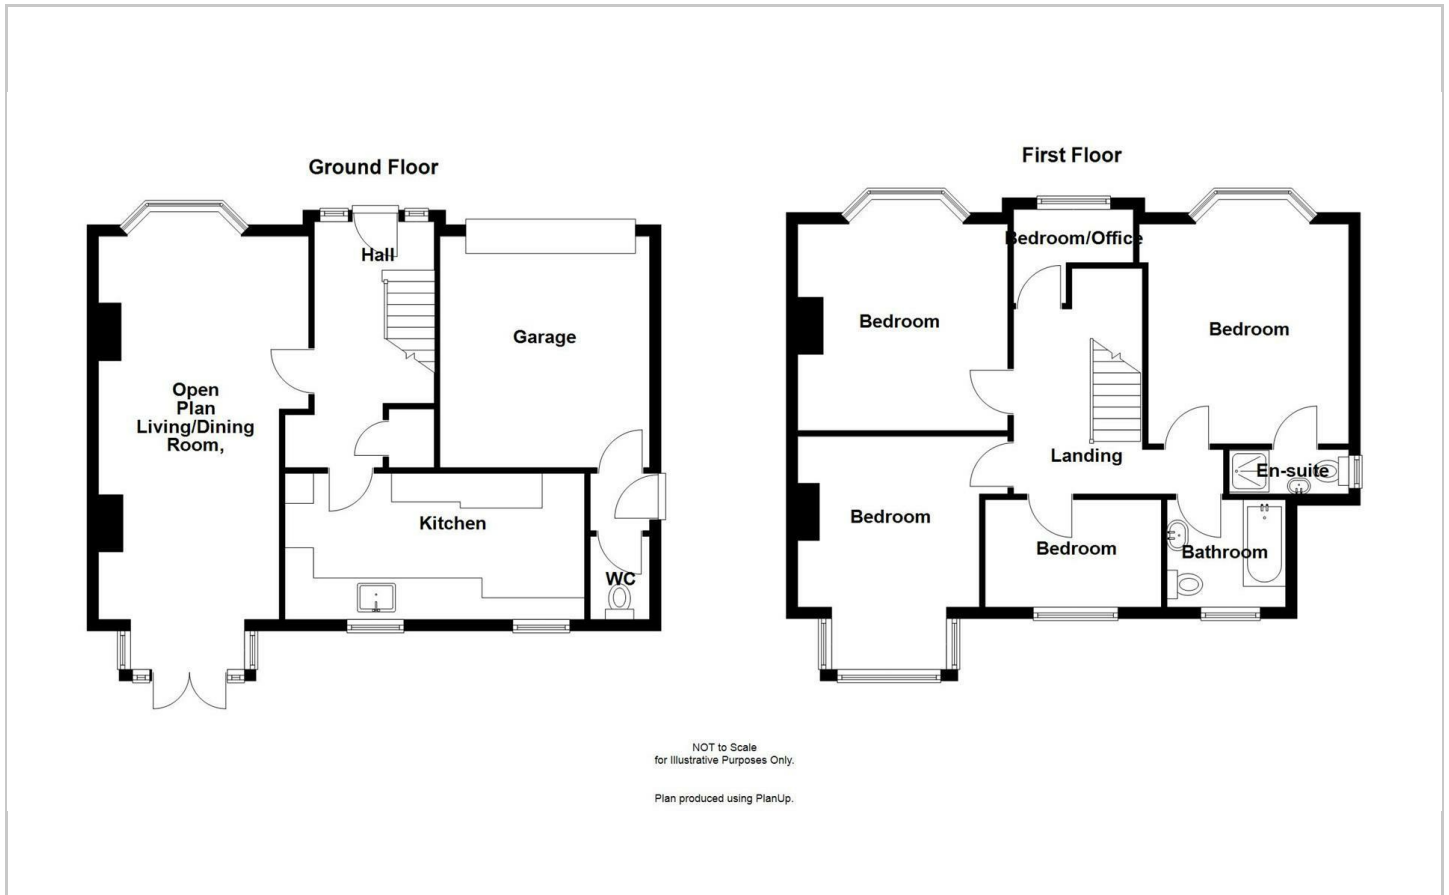 Ground Floor
Hall
Garage
Open
Plan
Living/Dining
Room,
Kitchen
WC
First Floor
Bedroom/Office
Bedroom
Bedroom
Landing
En-suite
Bedroom
Bedroom
Bathroom
NOT to Scale
for Illustrative Purposes Only.
Plan produced using PlanUp.